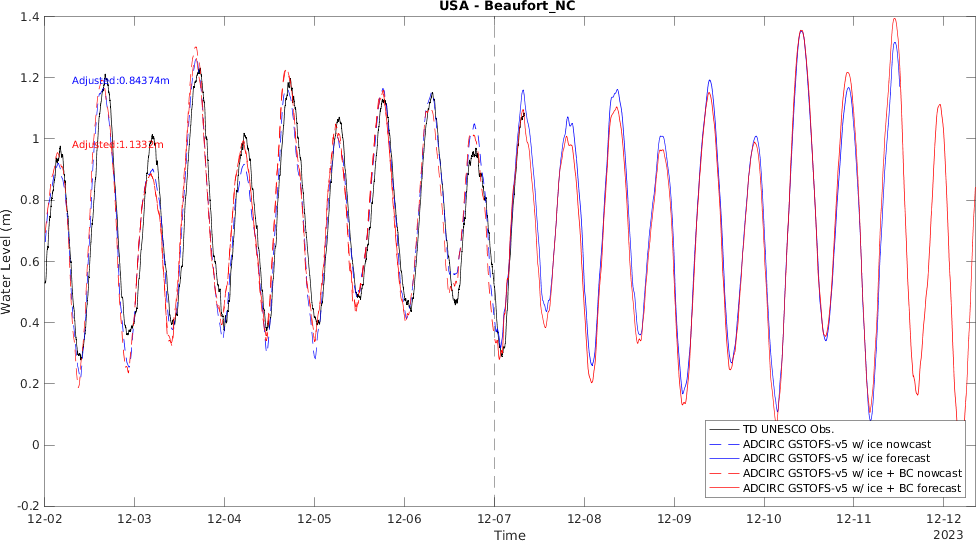 USA - Beaufort_NC
1.4
1.2
1
0.8
0.6
0.4
0.2
0
-0.2
Water Level (m)
Adjusted:0.84374m
Adjusted:1.1337m
TD UNESCO Obs.
ADCIRC GSTOFS-v5 w/ ice nowcast
ADCIRC GSTOFS-v5 w/ ice forecast
ADCIRC GSTOFS-v5 w/ ice + BC nowcast
ADCIRC GSTOFS-v5 w/ ice + BC forecast
12-02 12-03 12-04 12-05 12-06 12-07 12-08 12-09 12-10 12-11 12-12
Time 2023